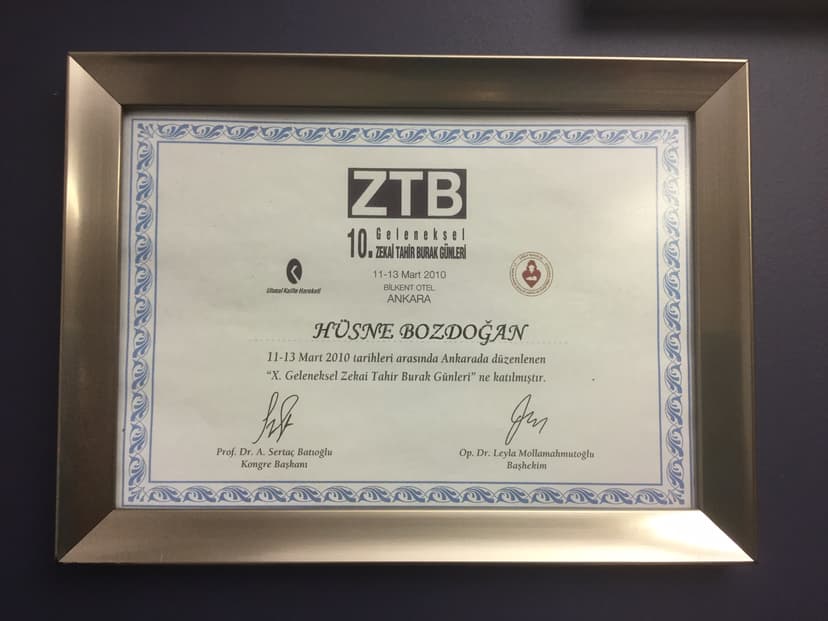 ZTB
10. Geleneksel
ZEKAİ TAHİR BURAK GÜNLERİ
11-13 Mart 2010
BİLKENT OTEL
ANKARA
Ulusal Kalite Hareketi
HÜSNE BOZDOĞAN
11-13 Mart 2010 tarihleri arasında Ankarada düzenlenen
"X. Geleneksel Zekai Tahir Burak Günleri" ne katılmıştır.
Prof. Dr. A. Sertaç Batıoğlu
Kongre Başkanı
Op. Dr. Leyla Mollamahmutoğlu
Başhekim